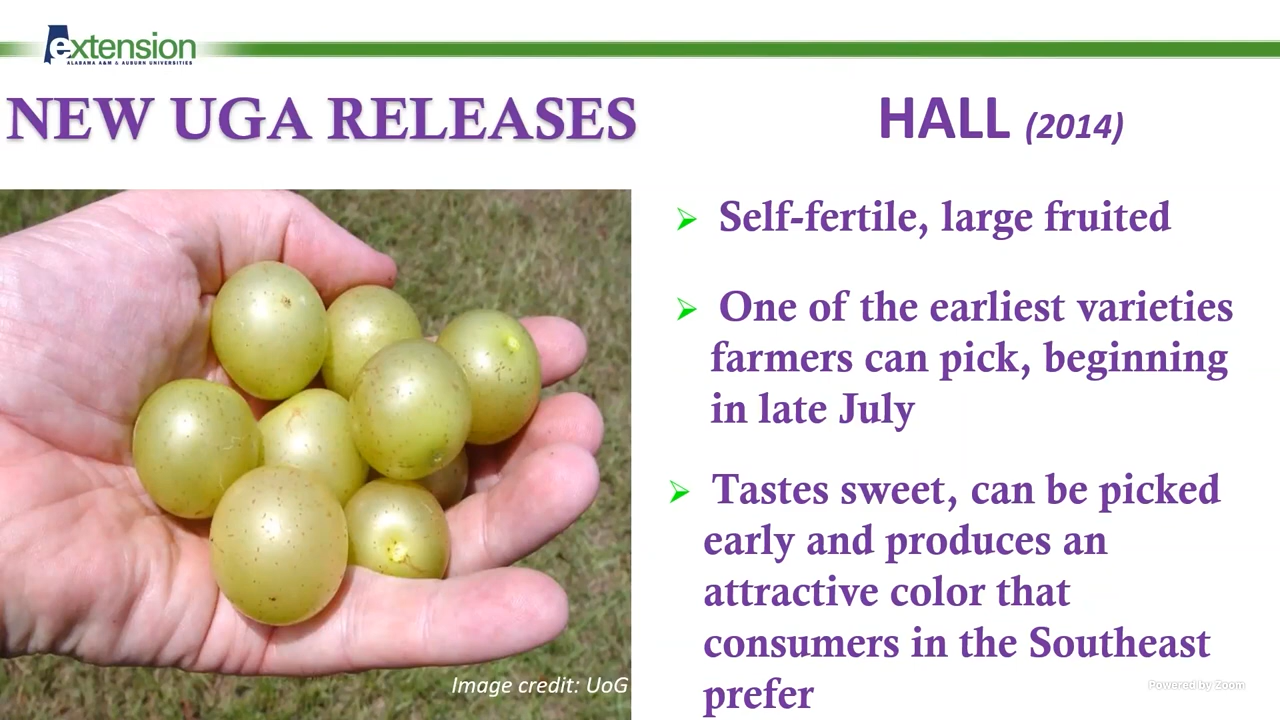 extension
ALABAMA A&M & AUBURN UNIVERSITIES
NEW UGA RELEASES
HALL (2014)
Self-fertile, large fruited
One of the earliest varieties
farmers can pick, beginning
in late July
Tastes sweet, can be picked
early and produces an
attractive color that
consumers in the Southeast
prefer
Image credit: UoG
Powered by Zoom